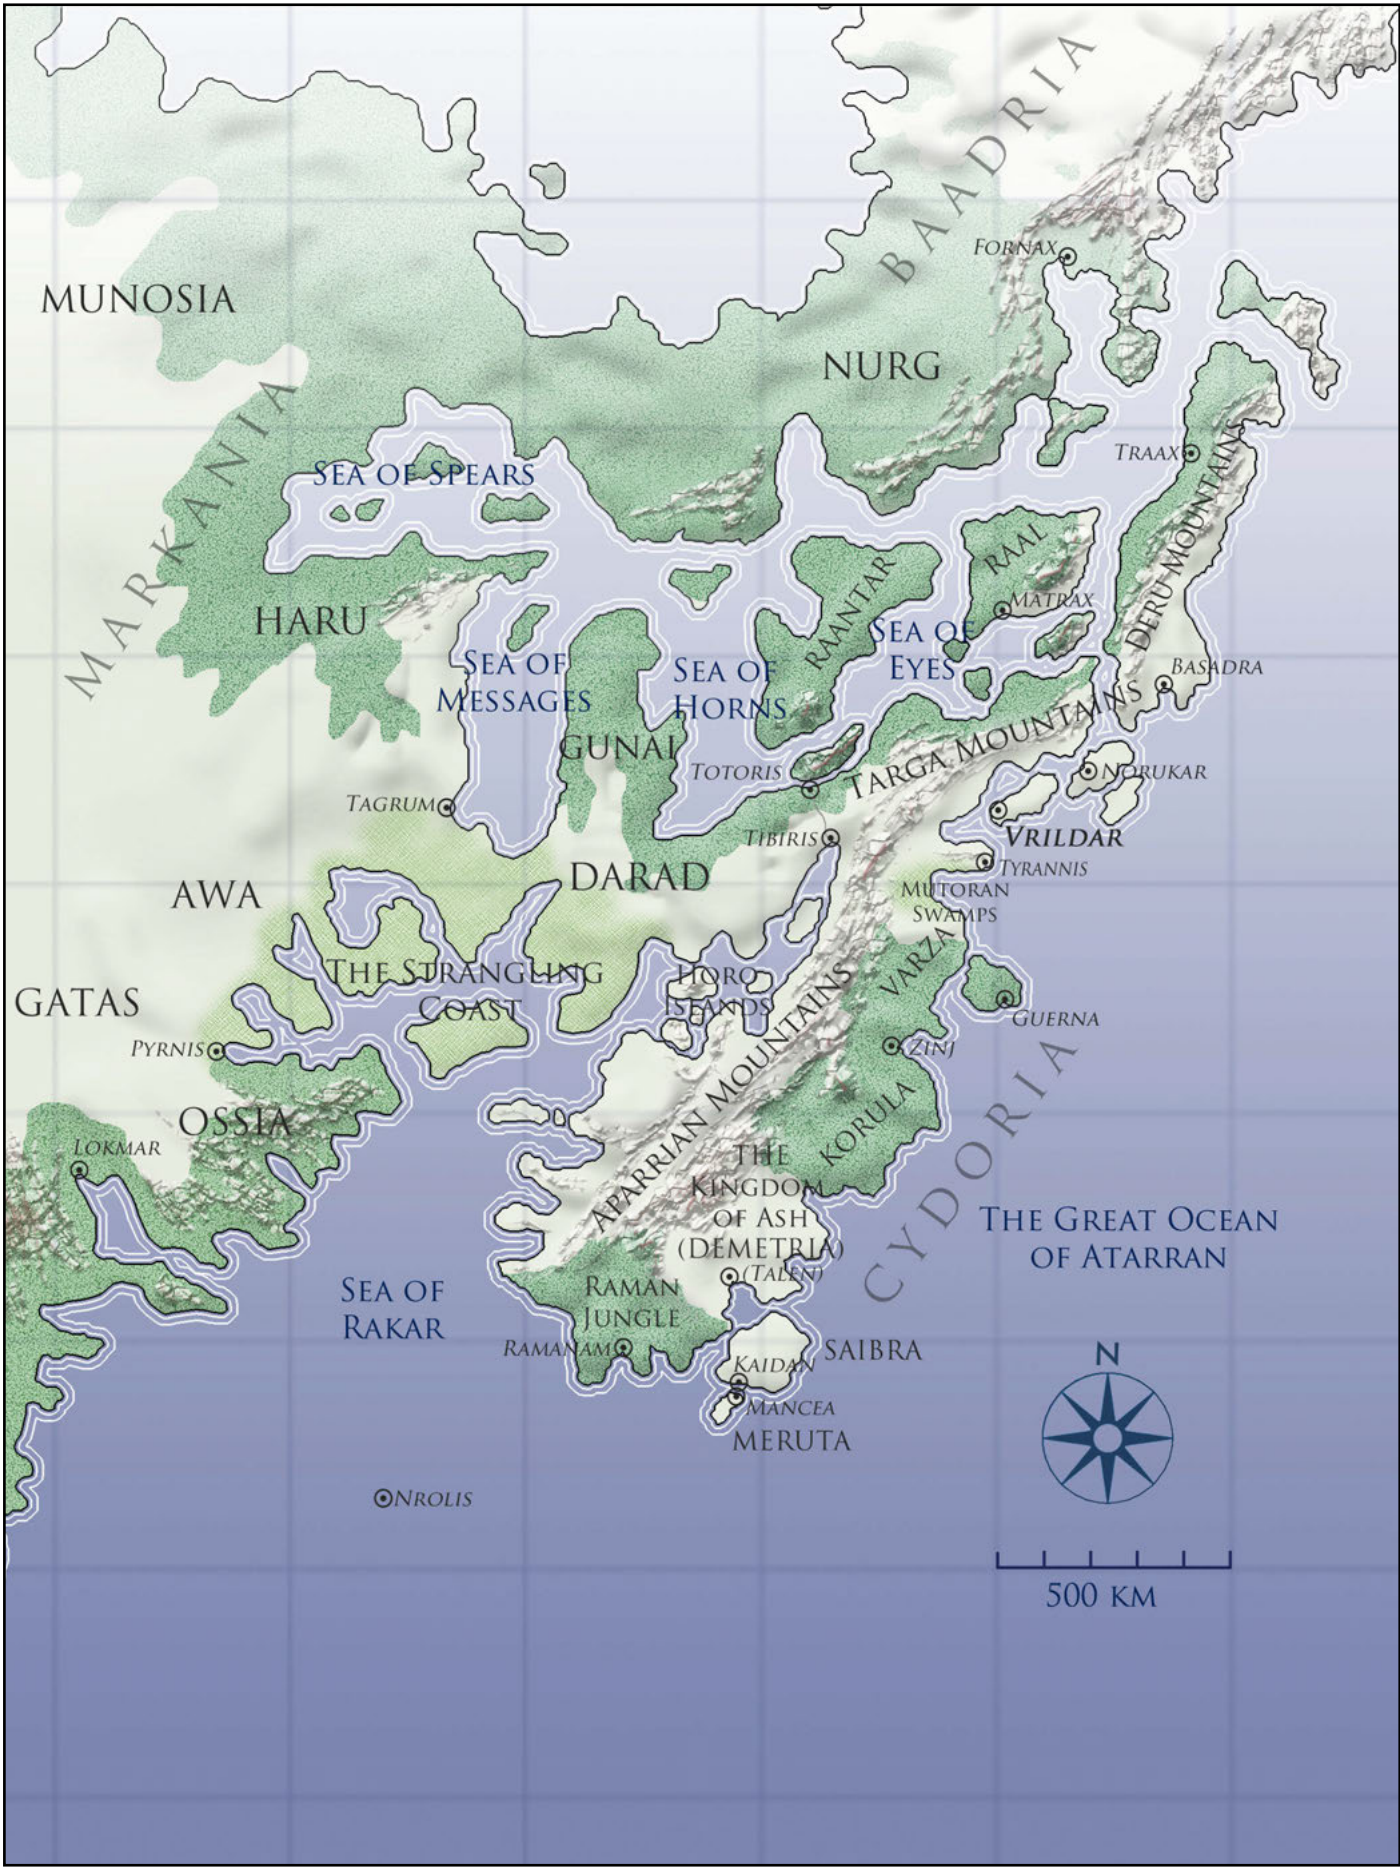 BAADRIA
FORNAX
MUNOSIA
NURG
MARKANIA
SEA OF SPEARS
TRAAX
DERU MOUNTAINS
RAAL
RAANTAR
MATRAX
HARU
SEA OF
EYES
SEA OF
MESSAGES
SEA OF
HORNS
BASADRA
GUNAI
TOTORIS
TARGA MOUNTAINS
NORUKAR
TAGRUM
TIBIRIS
VRILDAR
TYRANNIS
DARAD
AWA
MUTORAN
SWAMPS
VARZA
THE STRANGLING
COAST
HORO
ISLANDS
GATAS
GUERNA
PYRNIS
ZINJ
APARRIAN MOUNTAINS
KORULA
CYDORIA
OSSIA
LOKMAR
THE
KINGDOM
OF ASH
(DEMETRIA)
(TALEN)
THE GREAT OCEAN
OF ATARRAN
SEA OF
RAKAR
RAMAN
JUNGLE
RAMANAM
SAIBRA
KAIDAN
MANCEA
MERUTA
N
NROLIS
500 KM